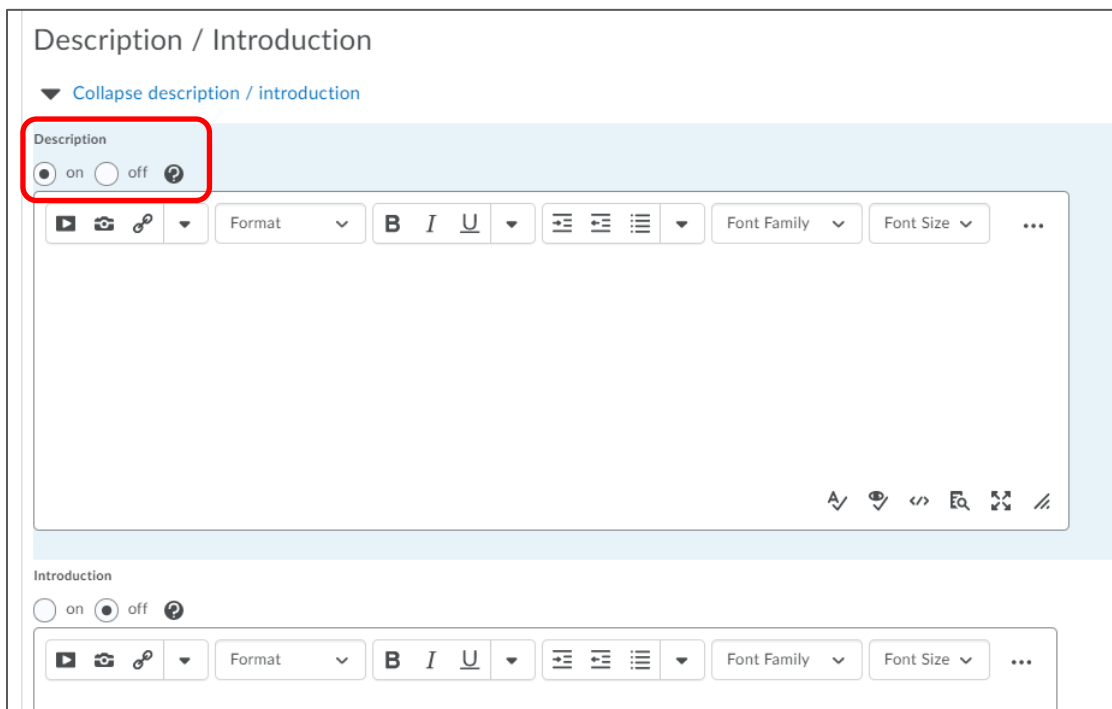 Description / Introduction
Collapse description / introduction
Description
on off
Format B I U Font Family Font Size ...
Introduction
on off
Format B I U Font Family Font Size ...